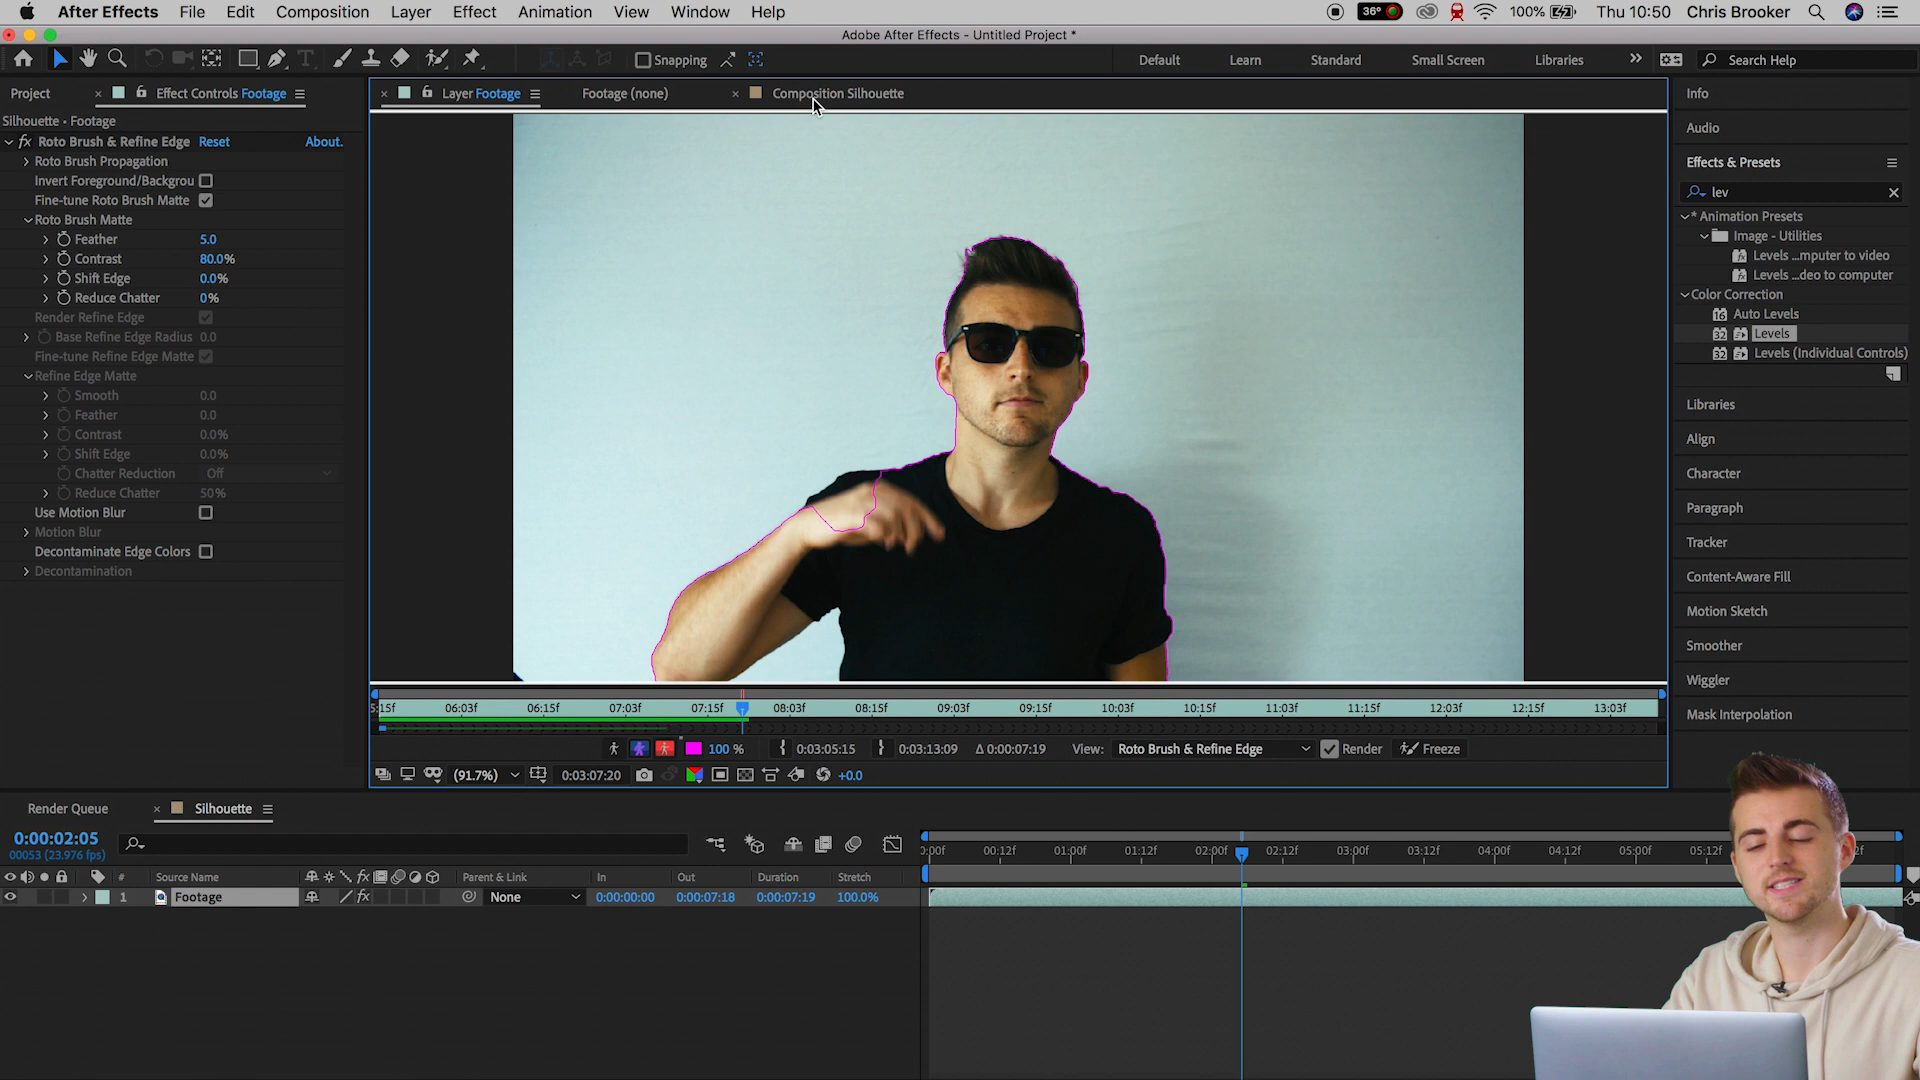 After Effects File Edit Composition Layer Effect Animation View Window Help 36° 100% Thu 10:50 Chris Brooker
Adobe After Effects - Untitled Project *
Snapping Default Learn Standard Small Screen Libraries Search Help
Project Effect Controls Footage Layer Footage Footage (none) Composition Silhouette Info
Silhouette • Footage
fx Roto Brush & Refine Edge Reset About.
Roto Brush Propagation
Invert Foreground/Backgrou
Fine-tune Roto Brush Matte
Roto Brush Matte
Feather 5.0
Contrast 80.0%
Shift Edge 0.0%
Reduce Chatter 0%
Render Refine Edge
Base Refine Edge Radius 0.0
Fine-tune Refine Edge Matte
Refine Edge Matte
Smooth 0.0
Feather 0.0
Contrast 0.0%
Shift Edge 0.0%
Chatter Reduction Off
Reduce Chatter 50%
Use Motion Blur
Motion Blur
Decontaminate Edge Colors
Decontamination
Audio
Effects & Presets
lev
* Animation Presets
Image - Utilities
Levels ...mputer to video
Levels ...deo to computer
Color Correction
16 Auto Levels
32 Levels
32 Levels (Individual Controls)
Libraries
Align
Character
Paragraph
Tracker
Content-Aware Fill
Motion Sketch
Smoother
Wiggler
Mask Interpolation
5:15f 06:03f 06:15f 07:03f 07:15f 08:03f 08:15f 09:03f 09:15f 10:03f 10:15f 11:03f 11:15f 12:03f 12:15f 13:03f
100 % 0:03:05:15 0:03:13:09 Δ 0:00:07:19 View: Roto Brush & Refine Edge Render Freeze
(91.7%) 0:03:07:20 +0.0
Render Queue Silhouette
0:00:02:05
00053 (23.976 fps)
0:00f 00:12f 01:00f 01:12f 02:00f 02:12f 03:00f 03:12f 04:00f 04:12f 05:00f 05:12f
# Source Name fx Parent & Link In Out Duration Stretch
1 Footage fx None 0:00:00:00 0:00:07:18 0:00:07:19 100.0%